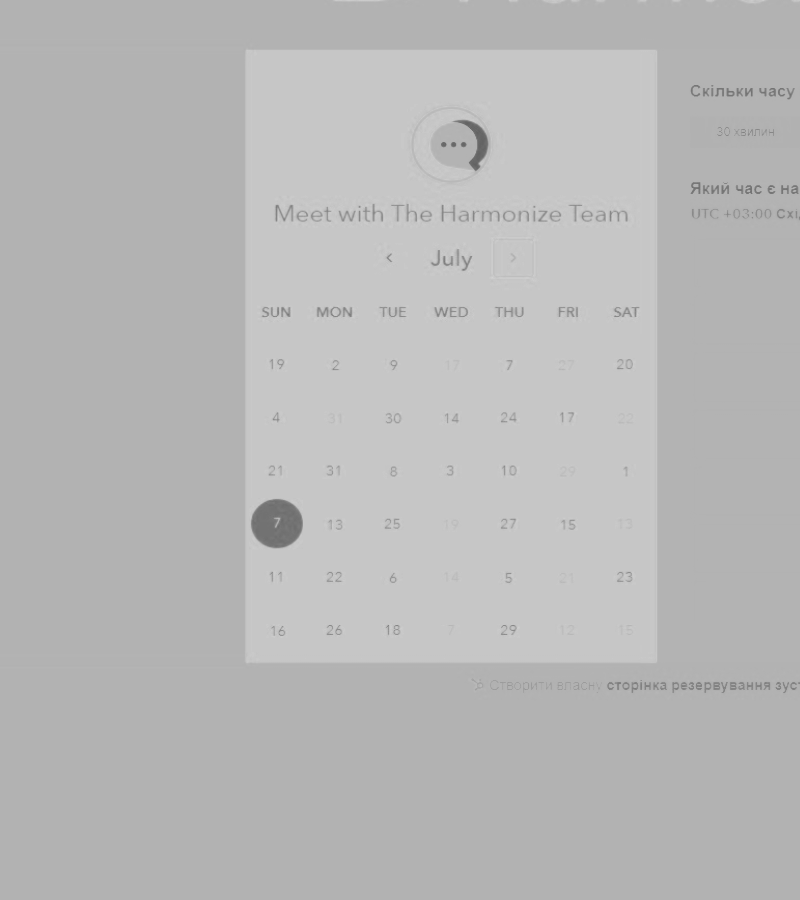 Скільки часу
30 хвилин
Meet with The Harmonize Team
Який час є на
UTC +03:00 Схі
July
SUN MON TUE WED THU FRI SAT
19 2 9 17 7 27 20
4 31 30 14 24 17 22
21 31 8 3 10 29 1
7 13 25 19 27 15 13
11 22 6 14 5 21 23
16 26 18 7 29 12 15
Створити власну сторінка резервування зуст